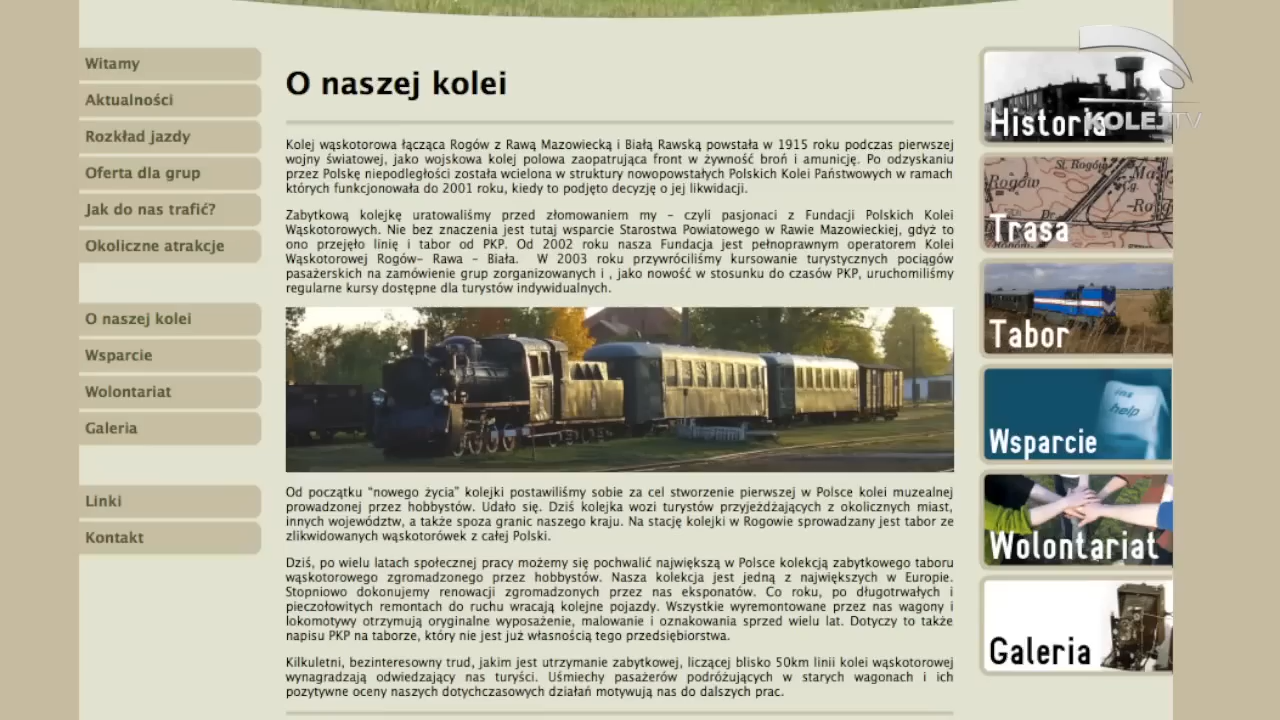 Witamy
Aktualności
Rozkład jazdy
Oferta dla grup
Jak do nas trafić?
Okoliczne atrakcje
O naszej kolei
Wsparcie
Wolontariat
Galeria
Linki
Kontakt
O naszej kolei
Kolej wąskotorowa łącząca Rogów z Rawą Mazowiecką i Białą Rawską powstała w 1915 roku podczas pierwszej
wojny światowej, jako wojskowa kolej polowa zaopatrująca front w żywność broń i amunicję. Po odzyskaniu
przez Polskę niepodległości została wcielona w struktury nowopowstałych Polskich Kolei Państwowych w ramach
których funkcjonowała do 2001 roku, kiedy to podjęto decyzję o jej likwidacji.
Zabytkową kolejkę uratowaliśmy przed złomowaniem my – czyli pasjonaci z Fundacji Polskich Kolei
Wąskotorowych. Nie bez znaczenia jest tutaj wsparcie Starostwa Powiatowego w Rawie Mazowieckiej, gdyż to
ono przejęło linię i tabor od PKP. Od 2002 roku nasza Fundacja jest pełnoprawnym operatorem Kolei
Wąskotorowej Rogów– Rawa – Biała. W 2003 roku przywróciliśmy kursowanie turystycznych pociągów
pasażerskich na zamówienie grup zorganizowanych i , jako nowość w stosunku do czasów PKP, uruchomiliśmy
regularne kursy dostępne dla turystów indywidualnych.
Od początku “nowego życia” kolejki postawiliśmy sobie za cel stworzenie pierwszej w Polsce kolei muzealnej
prowadzonej przez hobbystów. Udało się. Dziś kolejka wozi turystów przyjeżdżających z okolicznych miast,
innych województw, a także spoza granic naszego kraju. Na stację kolejki w Rogowie sprowadzany jest tabor ze
zlikwidowanych wąskotorówek z całej Polski.
Dziś, po wielu latach społecznej pracy możemy się pochwalić największą w Polsce kolekcją zabytkowego taboru
wąskotorowego zgromadzonego przez hobbystów. Nasza kolekcja jest jedną z największych w Europie.
Stopniowo dokonujemy renowacji zgromadzonych przez nas eksponatów. Co roku, po długotrwałych i
pieczołowitych remontach do ruchu wracają kolejne pojazdy. Wszystkie wyremontowane przez nas wagony i
lokomotywy otrzymują oryginalne wyposażenie, malowanie i oznakowania sprzed wielu lat. Dotyczy to także
napisu PKP na taborze, który nie jest już własnością tego przedsiębiorstwa.
Kilkuletni, bezinteresowny trud, jakim jest utrzymanie zabytkowej, liczącej blisko 50km linii kolei wąskotorowej
wynagradzają odwiedzający nas turyści. Uśmiechy pasażerów podróżujących w starych wagonach i ich
pozytywne oceny naszych dotychczasowych działań motywują nas do dalszych prac.
Historia
KOLEJTV
St. Rogów
Rogów
Trasa
Tabor
ins
help
Wsparcie
Wolontariat
Galeria